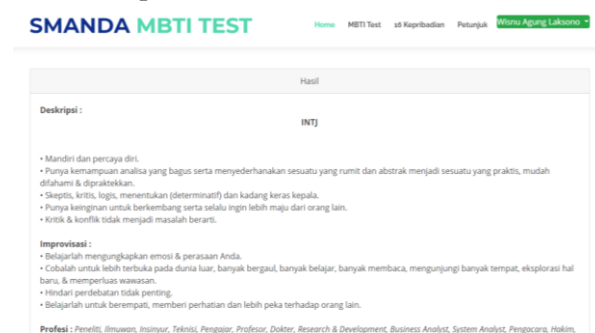 SMANDA MBTI TEST
Home MBTI Test 16 Kepribadian Petunjuk Wisnu Agung Laksono
Hasil
Deskripsi :
INTJ
• Mandiri dan percaya diri.
• Punya kemampuan analisa yang bagus serta menyederhanakan sesuatu yang rumit dan abstrak menjadi sesuatu yang praktis, mudah
difahami & dipraktekkan.
• Skeptis, kritis, logis, menentukan (determinatif) dan kadang keras kepala.
• Punya keinginan untuk berkembang serta selalu ingin lebih maju dari orang lain.
• Kritik & konflik tidak menjadi masalah berarti.
Improvisasi :
• Belajarlah mengungkapkan emosi & perasaan Anda.
• Cobalah untuk lebih terbuka pada dunia luar, banyak bergaul, banyak belajar, banyak membaca, mengunjungi banyak tempat, eksplorasi hal
baru, & memperluas wawasan.
• Hindari perdebatan tidak penting.
• Belajarlah untuk berempati, memberi perhatian dan lebih peka terhadap orang lain.
Profesi : Peneliti, Ilmuwan, Insinyur, Teknisi, Pengajar, Profesor, Dokter, Research & Development, Business Analyst, System Analyst, Pengacara, Hakim,